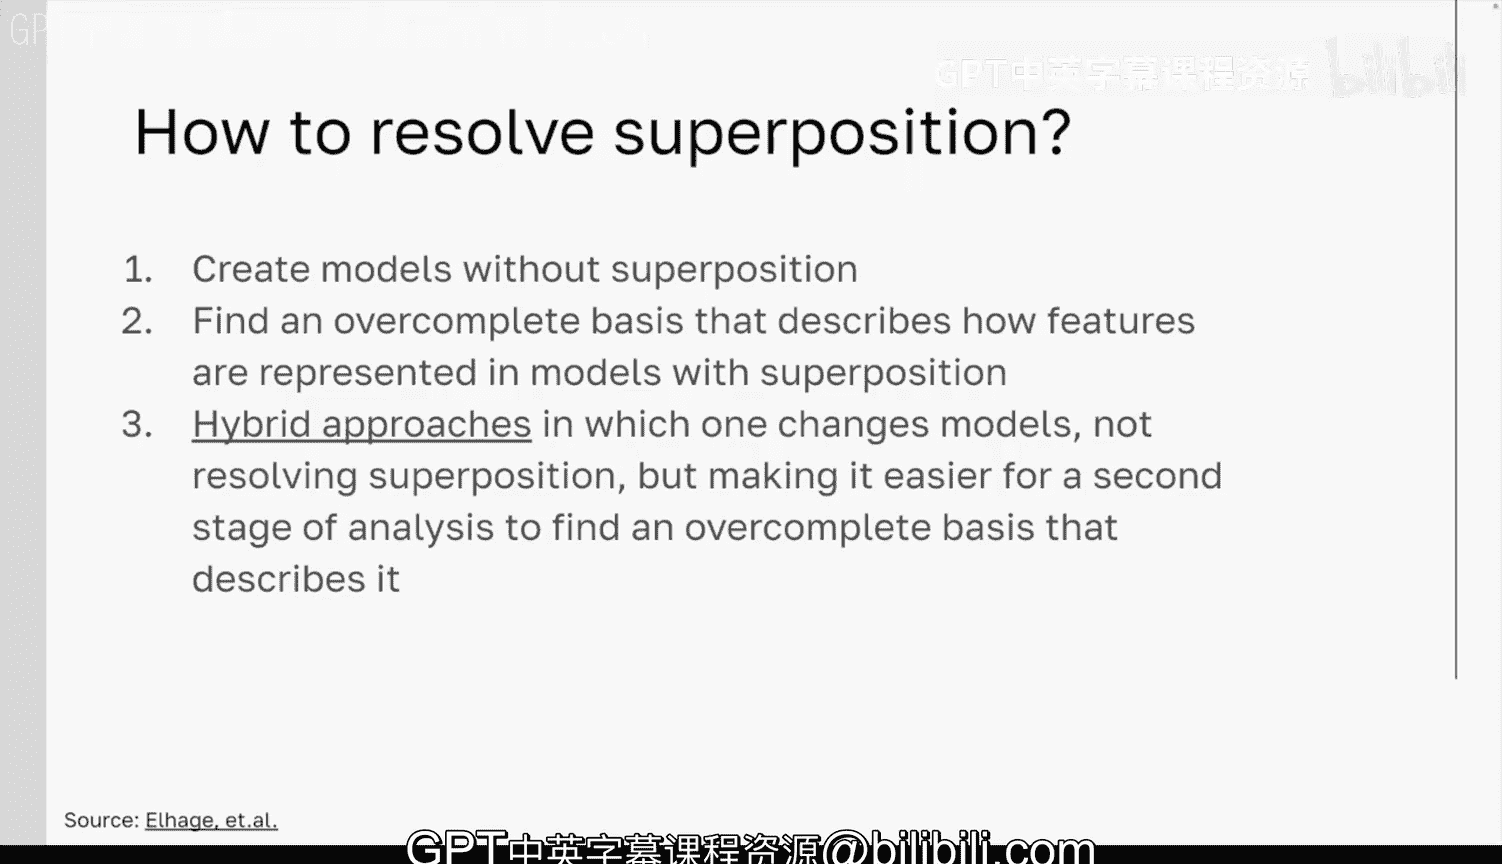 GPT中英字幕课程资源 bilibili
How to resolve superposition?
1. Create models without superposition
2. Find an overcomplete basis that describes how features
are represented in models with superposition
3. Hybrid approaches in which one changes models, not
resolving superposition, but making it easier for a second
stage of analysis to find an overcomplete basis that
describes it
Source: Elhage, et.al.
GPT中英字幕课程资源@bilibili.com